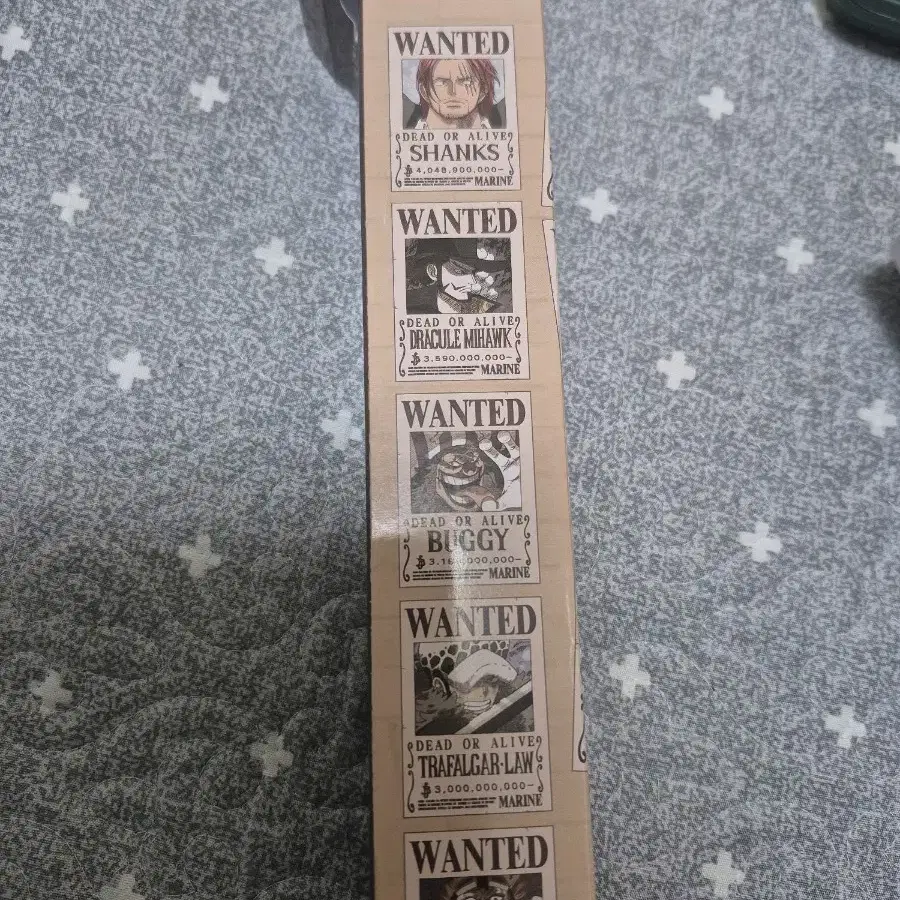 WANTED
DEAD OR ALIVE
SHANKS
4,048,900,000-
MARINE
WANTED
DEAD OR ALIVE
DRACULE MIHAWK
3.590.000,000-
MARINE
WANTED
DEAD OR ALIVE
BUGGY
MARINE
WANTED
DEAD OR ALIVE
TRAFALGAR·LAW
3,000,000,000-
MARINE
WANTED